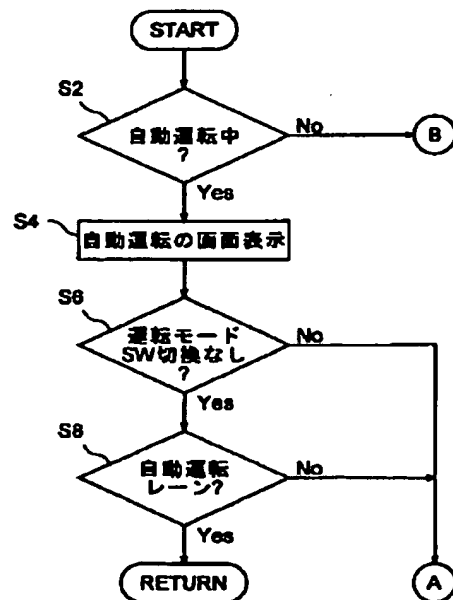 START
S2
自動運転中
?
No
B
Yes
S4
自動運転の画面表示
S6
運転モード
SW切換なし
?
No
Yes
S8
自動運転
レーン?
No
Yes
RETURN
A